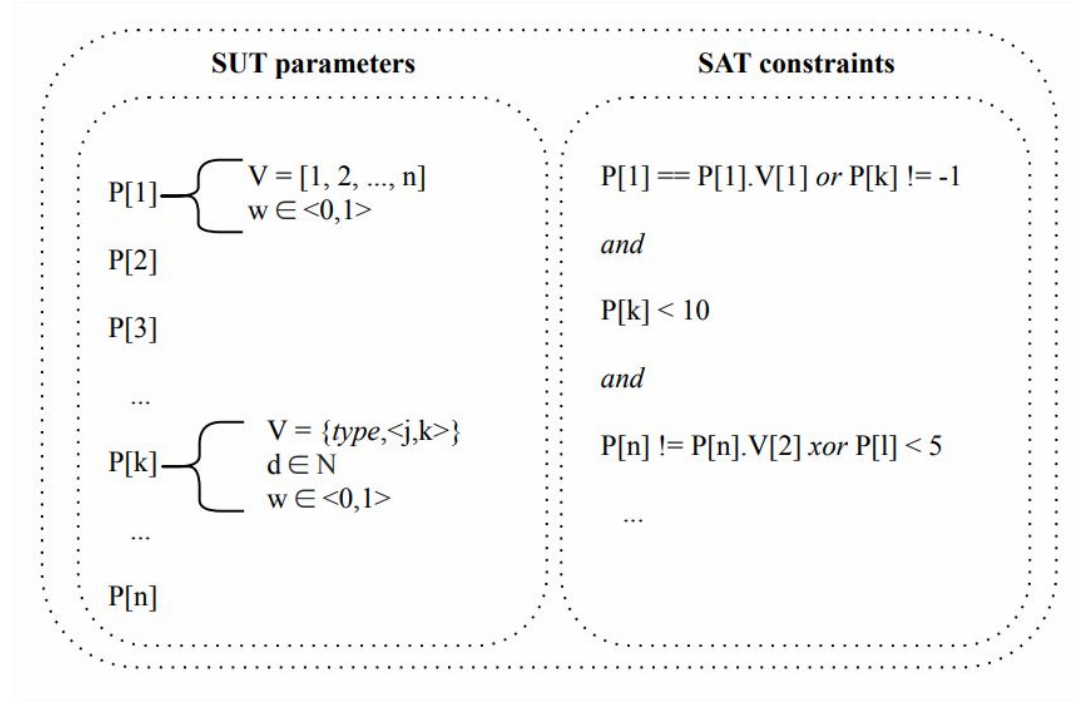 SUT parameters
P[1]
V = [1, 2, ..., n]
w ∈ <0,1>
P[2]
P[3]
...
P[k]
V = {type,<j,k>}
d ∈ N
w ∈ <0,1>
...
P[n]
SAT constraints
P[1] == P[1].V[1] or P[k] != -1
and
P[k] < 10
and
P[n] != P[n].V[2] xor P[l] < 5
...